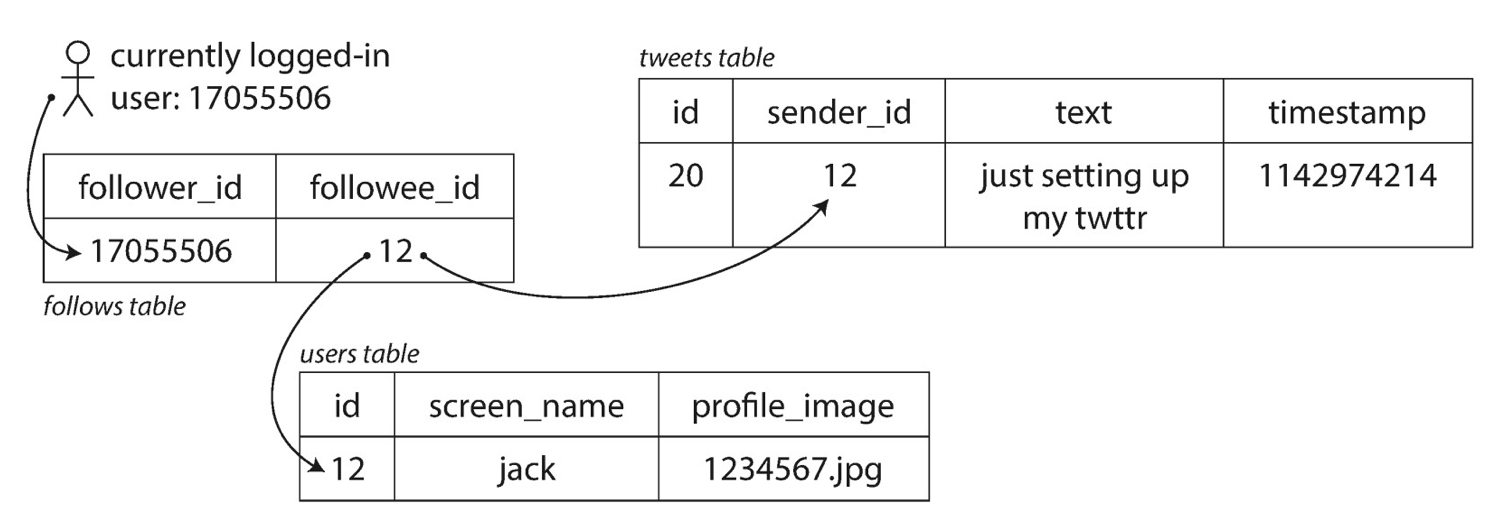 currently logged-in
user: 17055506
follower_id followee_id
17055506 12
follows table
tweets table
id sender_id text timestamp
20 12 just setting up 1142974214
my twttr
users table
id screen_name profile_image
12 jack 1234567.jpg